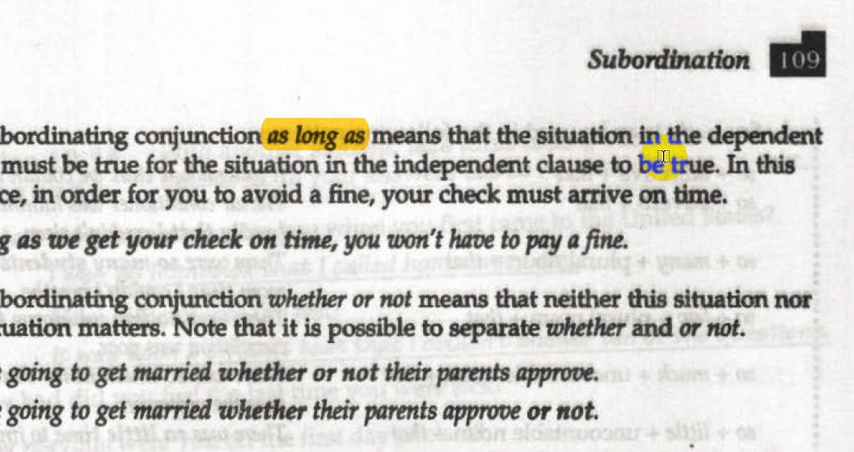 Subordination 109
bordinating conjunction as long as means that the situation in the dependent
must be true for the situation in the independent clause to be true. In this
ce, in order for you to avoid a fine, your check must arrive on time.
g as we get your check on time, you won't have to pay a fine.
bordinating conjunction whether or not means that neither this situation nor
uation matters. Note that it is possible to separate whether and or not.
going to get married whether or not their parents approve.
going to get married whether their parents approve or not.